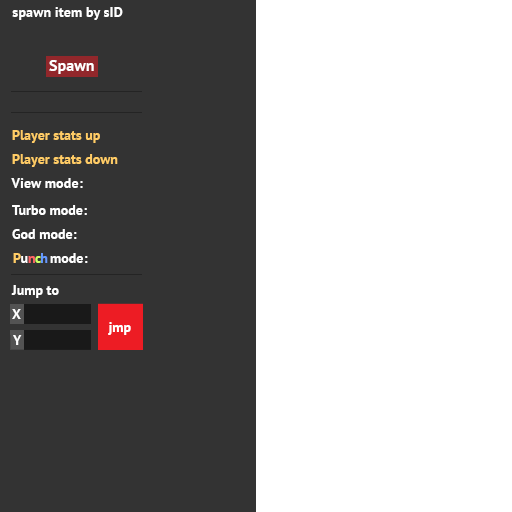 spawn item by sID
Spawn
Player stats up
Player stats down
View mode:
Turbo mode:
God mode:
Punch mode:
Jump to
X
jmp
Y